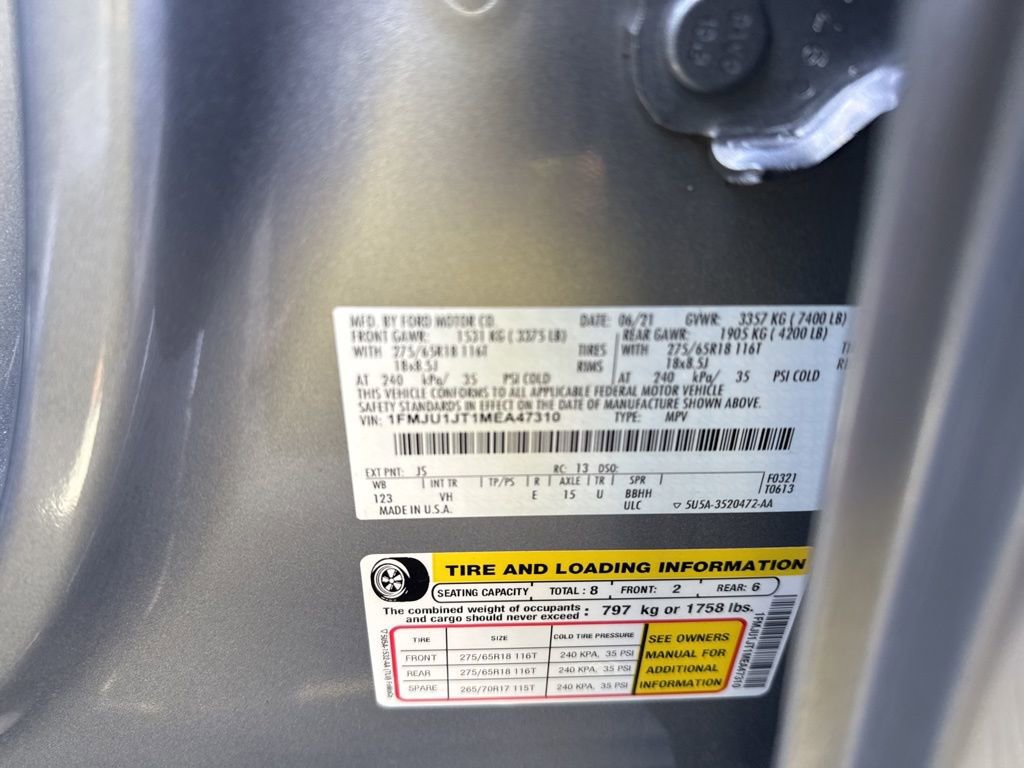 MFD. BY FORD MOTOR CO. DATE: 06/21 GVWR: 3357 KG ( 7400 LB)
FRONT GAWR: 1531 KG ( 3375 LB) REAR GAWR: 1905 KG ( 4200 LB)
WITH 275/65R18 116T TIRES WITH 275/65R18 116T
18x8.5J RIMS 18x8.5J
AT 240 kPa/ 35 PSI COLD AT 240 kPa/ 35 PSI COLD
THIS VEHICLE CONFORMS TO ALL APPLICABLE FEDERAL MOTOR VEHICLE
SAFETY STANDARDS IN EFFECT ON THE DATE OF MANUFACTURE SHOWN ABOVE.
VIN: 1FMJU1JT1MEA47310 TYPE: MPV
EXT PNT: JS RC: 13 DSO:
WB INT TR TP/PS R AXLE TR SPR F0321
123 VH E 15 U BBHH T0613
MADE IN U.S.A. ULC 5U5A-3520472-AA
TIRE AND LOADING INFORMATION
SEATING CAPACITY TOTAL : 8 FRONT: 2 REAR: 6
The combined weight of occupants
and cargo should never exceed : 797 kg or 1758 lbs.
TIRE SIZE COLD TIRE PRESSURE
FRONT 275/65R18 116T 240 KPA, 35 PSI
REAR 275/65R18 116T 240 KPA, 35 PSI
SPARE 265/70R17 115T 240 KPA, 35 PSI
SEE OWNERS
MANUAL FOR
ADDITIONAL
INFORMATION
1FMJU1JT1MEA47310